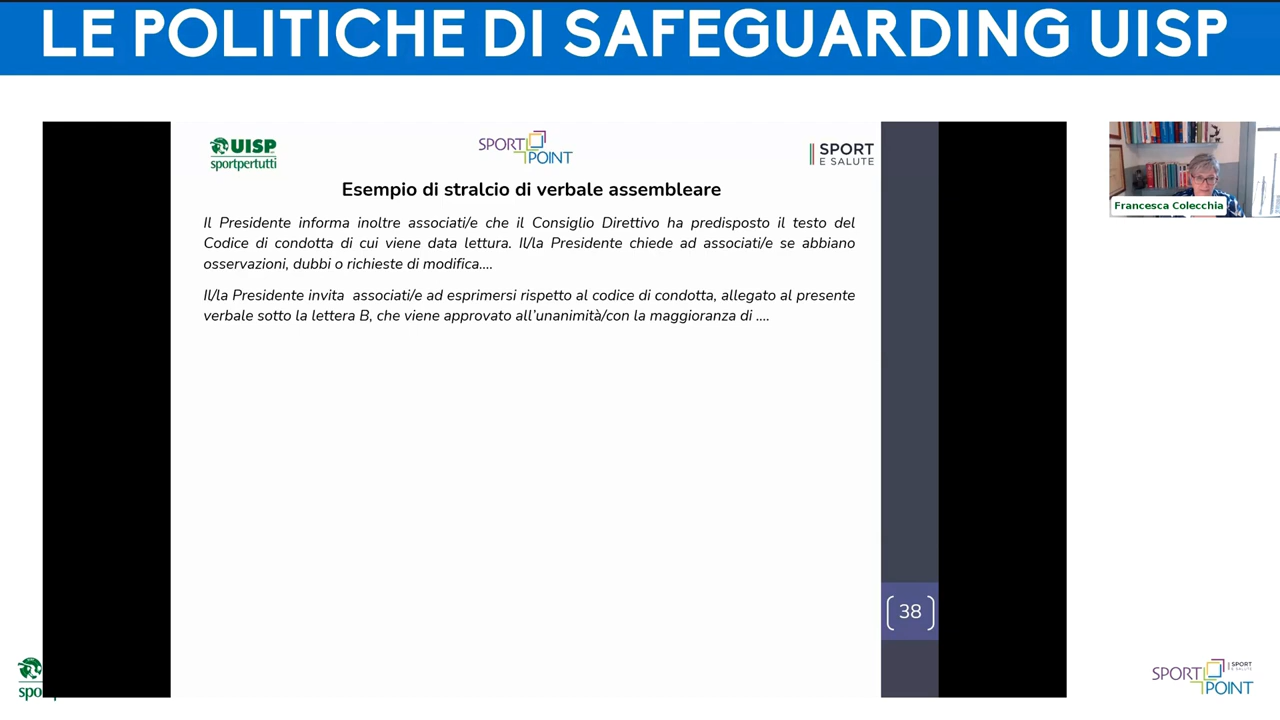 LE POLITICHE DI SAFEGUARDING UISP
UISP
sportpertutti
SPORT
POINT
SPORT
E SALUTE
Esempio di stralcio di verbale assembleare
Il Presidente informa inoltre associati/e che il Consiglio Direttivo ha predisposto il testo del
Codice di condotta di cui viene data lettura. Il/la Presidente chiede ad associati/e se abbiano
osservazioni, dubbi o richieste di modifica....
Il/la Presidente invita associati/e ad esprimersi rispetto al codice di condotta, allegato al presente
verbale sotto la lettera B, che viene approvato all'unanimità/con la maggioranza di ....
38
Francesca Colecchia
spo
SPORT
POINT
SPORT
E SALUTE